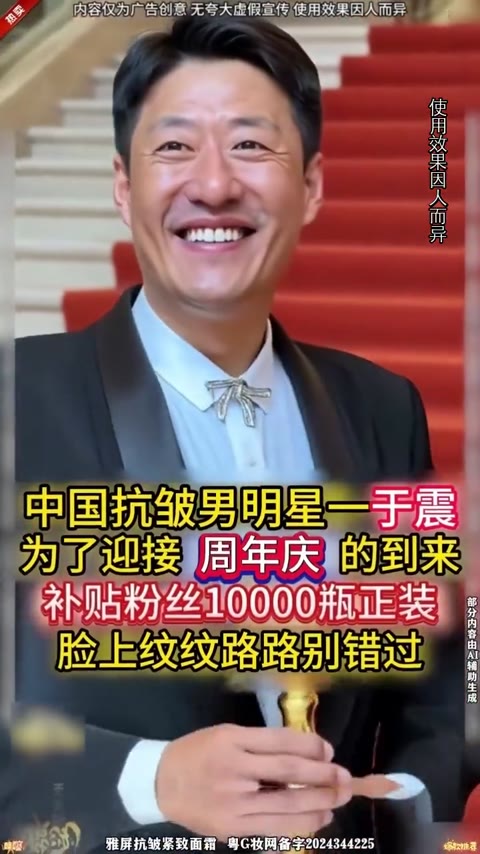 热卖
内容仅为广告创意 无夸大虚假宣传 使用效果因人而异
使用效果因人而异
中国抗皱男明星一于震
为了迎接 周年庆 的到来
补贴粉丝10000瓶正装
脸上纹纹路路别错过
部分内容由AI辅助生成
雅屏抗皱紧致面霜 粤G妆网备字2024344225